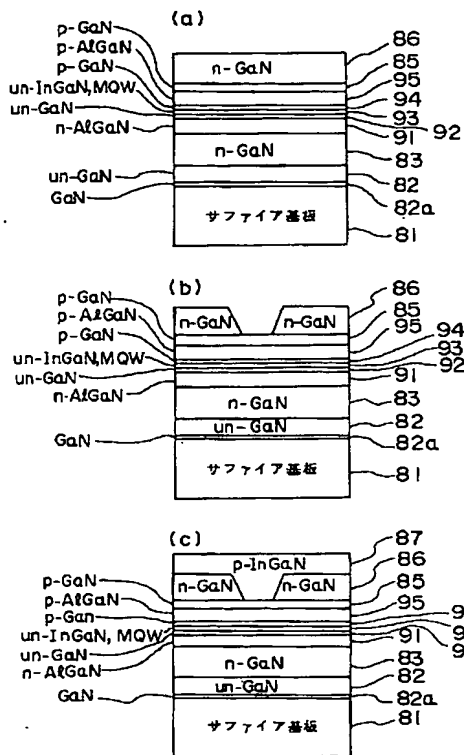 (a)
p-GaN
p-AlGaN
p-GaN
un-InGaN,MQW
un-GaN
n-AlGaN
un-GaN
GaN
n-GaN
n-GaN
サファイア基板
86
85
95
94
93
92
91
83
82
82a
81
(b)
p-GaN
p-AlGaN
p-GaN
un-InGaN,MQW
un-GaN
n-AlGaN
GaN
n-GaN n-GaN
n-GaN
un-GaN
サファイア基板
86
85
95
94
93
92
91
83
82
82a
81
(c)
p-GaN
p-AlGaN
p-Gan
un-InGaN, MQW
un-GaN
n-AlGaN
GaN
p-InGaN
n-GaN n-GaN
n-GaN
un-GaN
サファイア基板
87
86
85
95
91
83
82
82a
81